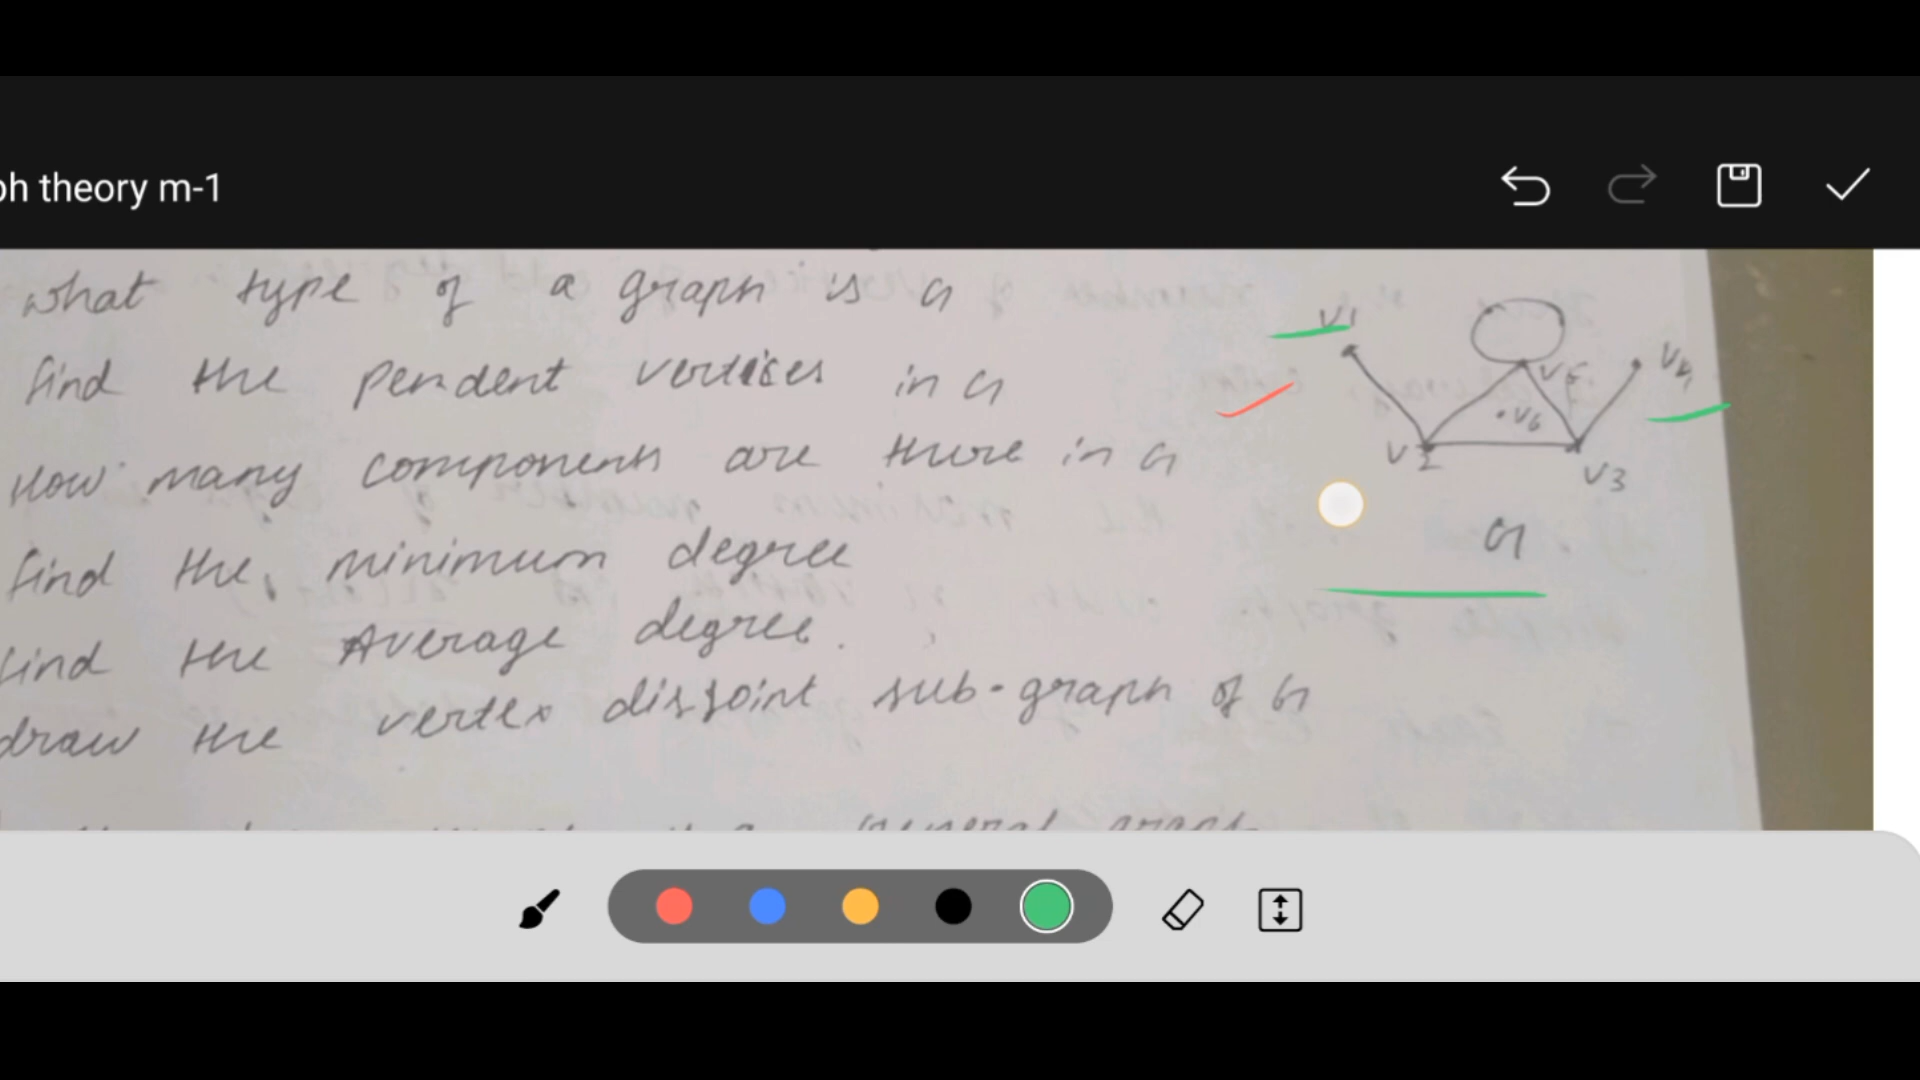 ph theory m-1
what type of a graph is G
find the pendent vertices in G
How many components are there in G
find the minimum degree
find the Average degree.
draw the vertex disjoint sub-graph of G
V1
V5
V4
V6
V2
V3
G